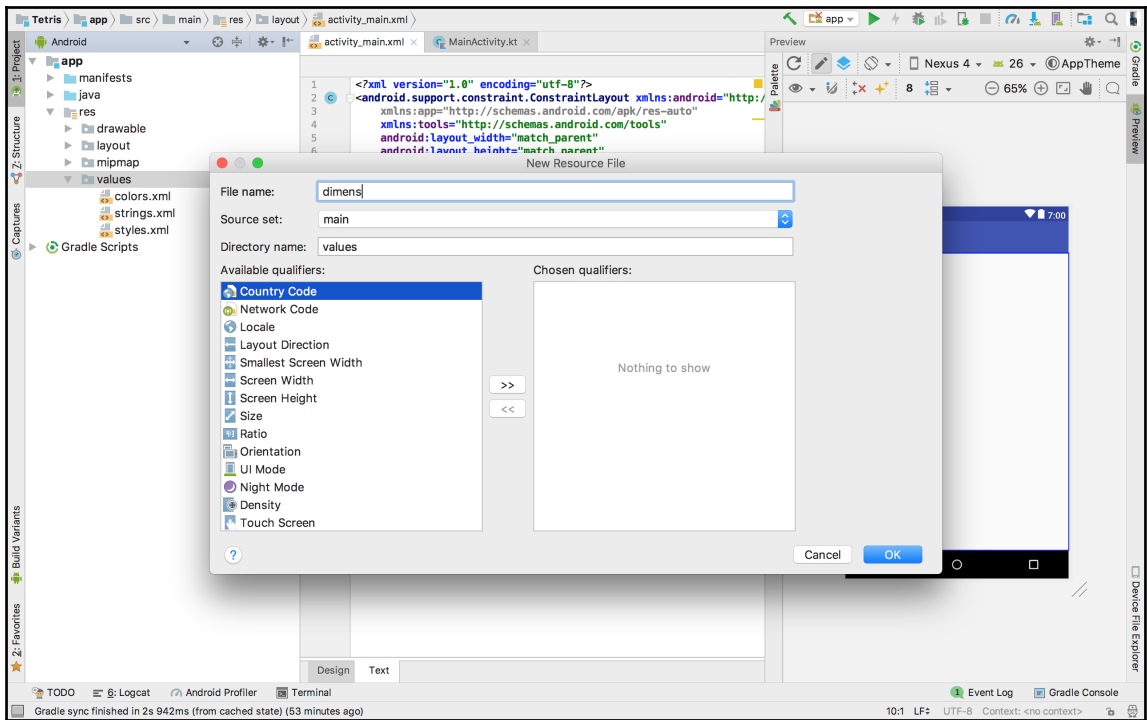 Tetris app src main res layout activity_main.xml app
Android activity_main.xml MainActivity.kt Preview
1: Project
Z: Structure
Captures
Build Variants
2: Favorites
app
manifests
java
res
drawable
layout
mipmap
values
colors.xml
strings.xml
styles.xml
Gradle Scripts
1 <?xml version="1.0" encoding="utf-8"?>
2 C <android.support.constraint.ConstraintLayout xmlns:android="http:/
3 xmlns:app="http://schemas.android.com/apk/res-auto"
4 xmlns:tools="http://schemas.android.com/tools"
5 android:layout_width="match_parent"
6 android:layout_height="match_parent"
Palette
Nexus 4 26 AppTheme
8 65%
Gradle
Preview
Device File Explorer
7:00
New Resource File
File name: dimens
Source set: main
Directory name: values
Available qualifiers: Chosen qualifiers:
Country Code
Network Code
Locale
Layout Direction
Smallest Screen Width
Screen Width
Screen Height
Size
Ratio
Orientation
UI Mode
Night Mode
Density
Touch Screen
>>
<<
Nothing to show
? Cancel OK
Design Text
TODO 6: Logcat Android Profiler Terminal 1 Event Log Gradle Console
Gradle sync finished in 2s 942ms (from cached state) (53 minutes ago) 10:1 LF÷ UTF-8 Context: <no context>